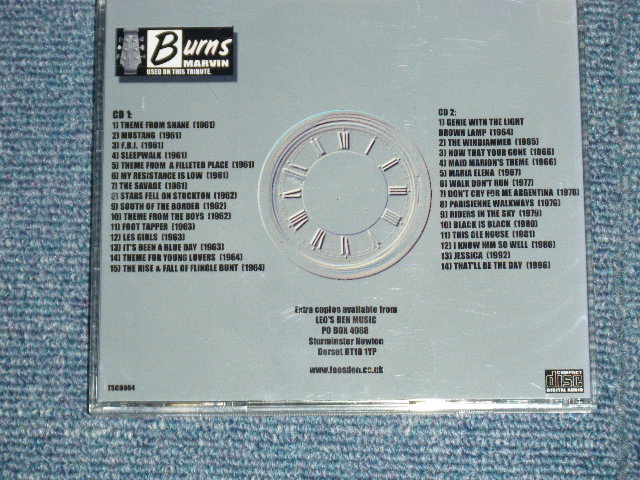 Burns
MARVIN
USED ON THIS TRIBUTE.
CD 1:
1) THEME FROM SHANE (1961)
2) MUSTANG (1961)
3) F.B.I. (1961)
4) SLEEPWALK (1961)
5) THEME FROM A FILLETED PLACE (1961)
6) MY RESISTANCE IS LOW (1961)
7) THE SAVAGE (1961)
8) STARS FELL ON STOCKTON (1962)
9) SOUTH OF THE BORDER (1962)
10) THEME FROM THE BOYS (1962)
11) FOOT TAPPER (1963)
12) LES GIRLS (1963)
13) IT'S BEEN A BLUE DAY (1963)
14) THEME FOR YOUNG LOVERS (1964)
15) THE RISE & FALL OF FLINGLE BUNT (1964)
CD 2:
1) GENIE WITH THE LIGHT
BROWN LAMP (1964)
2) THE WINDJAMMER (1965)
3) NOW THAT YOUR GONE (1966)
4) MAID MARION'S THEME (1966)
5) MARIA ELENA (1967)
6) WALK DON'T RUN (1977)
7) DON'T CRY FOR ME ARGENTINA (1978)
8) PARISIENNE WALKWAYS (1976)
9) RIDERS IN THE SKY (1979)
10) BLACK IS BLACK (1980)
11) THIS OLE HOUSE (1981)
12) I KNOW HIM SO WELL (1986)
13) JESSICA (1992)
14) THAT'LL BE THE DAY (1996)
Extra copies available from
LEO'S DEN MUSIC
PO BOX 4068
Sturminster Newton
Dorset DT10 1YP
www.leosden.co.uk
TSCD004
COMPACT
disc
DIGITAL AUDIO